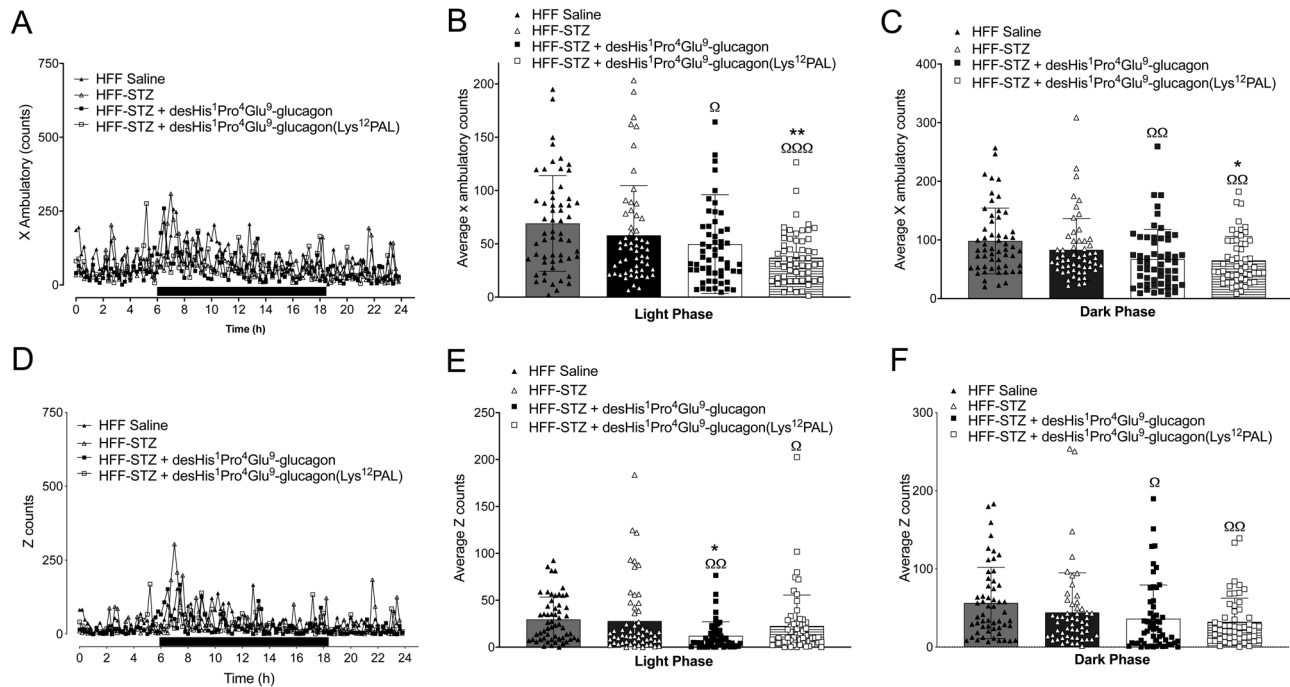 A
750
500
250
0
X Ambulatory (counts)
HFF Saline
HFF-STZ
HFF-STZ + desHis¹Pro⁴Glu⁹-glucagon
HFF-STZ + desHis¹Pro⁴Glu⁹-glucagon(Lys¹²PAL)
0 2 4 6 8 10 12 14 16 18 20 22 24
Time (h)
B
HFF Saline
HFF-STZ
HFF-STZ + desHis¹Pro⁴Glu⁹-glucagon
HFF-STZ + desHis¹Pro⁴Glu⁹-glucagon(Lys¹²PAL)
200
150
100
50
0
Average x ambulatory counts
Ω
**
ΩΩΩ
Light Phase
C
HFF Saline
HFF-STZ
HFF-STZ + desHis¹Pro⁴Glu⁹-glucagon
HFF-STZ + desHis¹Pro⁴Glu⁹-glucagon(Lys¹²PAL)
400
300
200
100
0
Average X ambulatory counts
ΩΩ
*
ΩΩ
Dark Phase
D
750
500
250
0
Z counts
HFF Saline
HFF-STZ
HFF-STZ + desHis¹Pro⁴Glu⁹-glucagon
HFF-STZ + desHis¹Pro⁴Glu⁹-glucagon(Lys¹²PAL)
0 2 4 6 8 10 12 14 16 18 20 22 24
Time (h)
E
HFF Saline
HFF-STZ
HFF-STZ + desHis¹Pro⁴Glu⁹-glucagon
HFF-STZ + desHis¹Pro⁴Glu⁹-glucagon(Lys¹²PAL)
250
200
150
100
50
0
Average Z counts
*
ΩΩ
Ω
Light Phase
F
HFF Saline
HFF-STZ
HFF-STZ + desHis¹Pro⁴Glu⁹-glucagon
HFF-STZ + desHis¹Pro⁴Glu⁹-glucagon(Lys¹²PAL)
300
200
100
0
Average Z counts
Ω
ΩΩ
Dark Phase